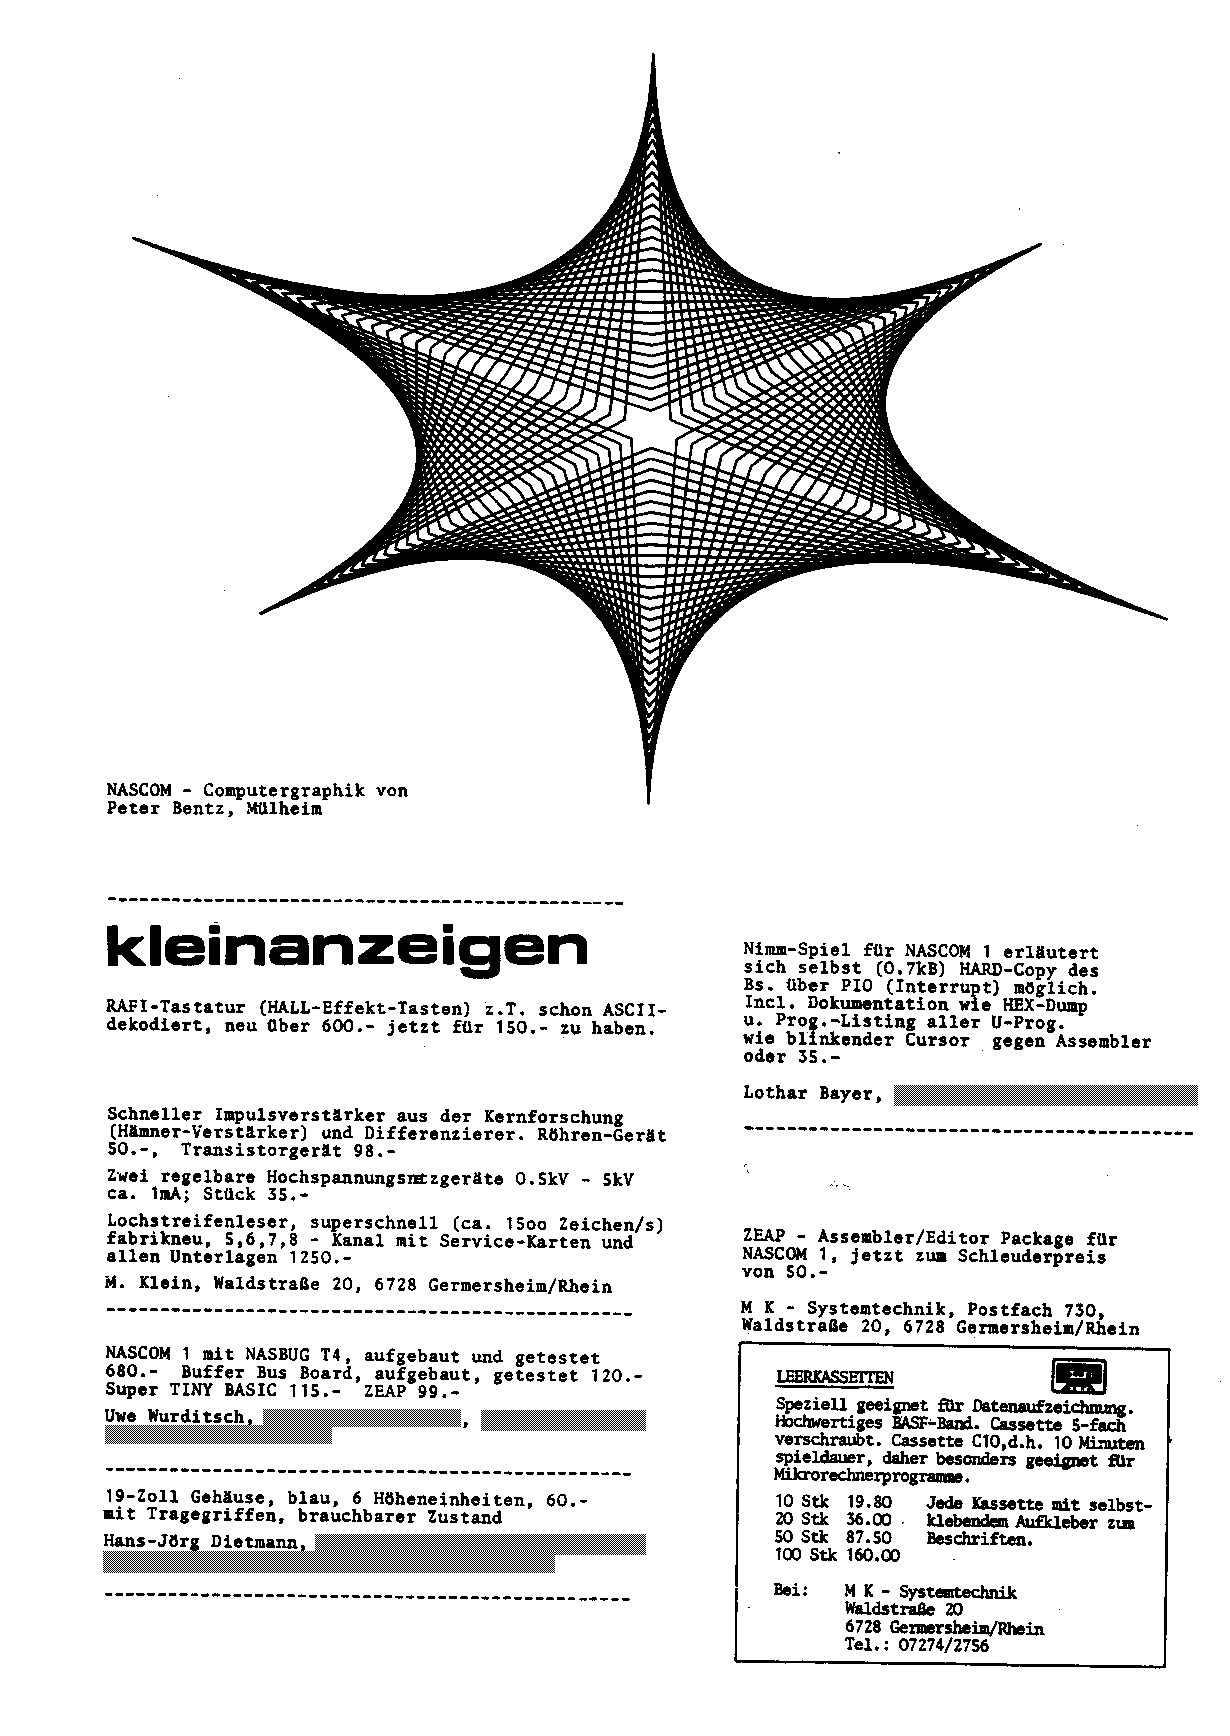 NASCOM - Computergraphik von
Peter Bentz, Mülheim
kleinanzeigen
RAFI-Tastatur (HALL-Effekt-Tasten) z.T. schon ASCII-
dekodiert, neu über 600.- jetzt für 150.- zu haben.
Schneller Impulsverstärker aus der Kernforschung
(Hämner-Verstärker) und Differenzierer. Röhren-Gerät
50.-, Transistorgerät 98.-
Zwei regelbare Hochspannungsnetzgeräte 0.5kV - 5kV
ca. 1mA; Stück 35.-
Lochstreifenleser, superschnell (ca. 15oo Zeichen/s)
fabrikneu, 5,6,7,8 - Kanal mit Service-Karten und
allen Unterlagen 1250.-
M. Klein, Waldstraße 20, 6728 Germersheim/Rhein
NASCOM 1 mit NASBUG T4, aufgebaut und getestet
680.- Buffer Bus Board, aufgebaut, getestet 120.-
Super TINY BASIC 115.- ZEAP 99.-
Uwe Wurditsch, ,
19-Zoll Gehäuse, blau, 6 Höheneinheiten, 60.-
mit Tragegriffen, brauchbarer Zustand
Hans-Jörg Dietmann,
Nimm-Spiel für NASCOM 1 erläutert
sich selbst (0.7kB) HARD-Copy des
Bs. über PIO (Interrupt) möglich.
Incl. Dokumentation wie HEX-Dump
u. Prog.-Listing aller U-Prog.
wie blinkender Cursor gegen Assembler
oder 35.-
Lothar Bayer,
ZEAP - Assembler/Editor Package für
NASCOM 1, jetzt zum Schleuderpreis
von 50.-
M K - Systemtechnik, Postfach 730,
Waldstraße 20, 6728 Germersheim/Rhein
LEERKASSETTEN
Speziell geeignet für Datenaufzeichnung.
Hochwertiges BASF-Band. Cassette 5-fach
verschraubt. Cassette C10,d.h. 10 Minuten
spieldauer, daher besonders geeignet für
Mikrorechnerprogramme.
10 Stk 19.80 Jede Kassette mit selbst-
20 Stk 36.00 klebendem Aufkleber zum
50 Stk 87.50 Beschriften.
100 Stk 160.00
Bei: M K - Systemtechnik
Waldstraße 20
6728 Germersheim/Rhein
Tel.: 07274/2756